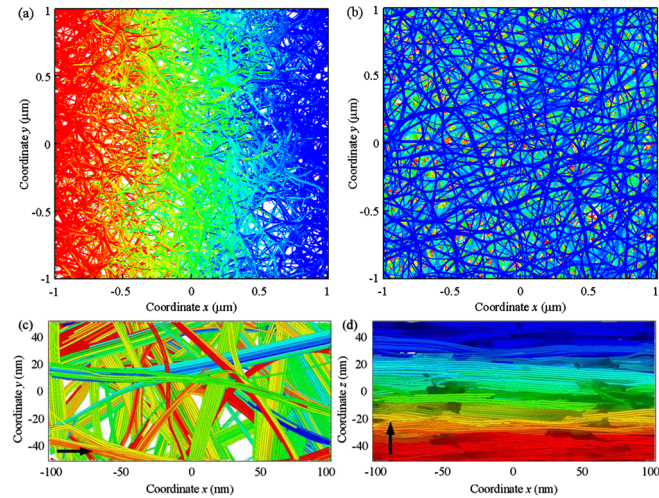 (a)
(b)
Coordinate y (μm)
1
0.5
0
-0.5
-1
-1 -0.5 0 0.5 1
Coordinate x (μm)
Coordinate y (μm)
1
0.5
0
-0.5
-1
-1 -0.5 0 0.5 1
Coordinate x (μm)
(c)
(d)
Coordinate y (nm)
40
20
0
-20
-40
-100 -50 0 50 100
Coordinate x (nm)
Coordinate z (nm)
40
20
0
-20
-40
-100 -50 0 50 100
Coordinate x (nm)